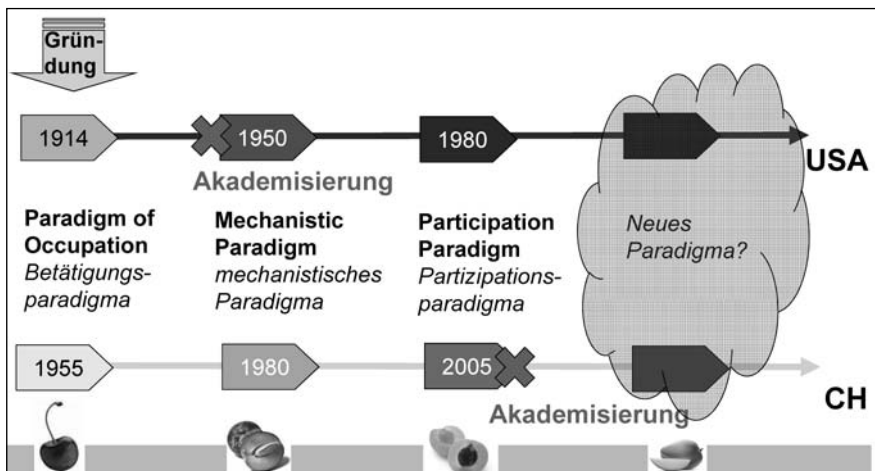 Grün-
dung
1914
1950
1980
USA
Akademisierung
Paradigm of
Occupation
Betätigungs-
paradigma
Mechanistic
Paradigm
mechanistisches
Paradigma
Participation
Paradigm
Partizipations-
paradigma
Neues
Paradigma?
1955
1980
2005
CH
Akademisierung